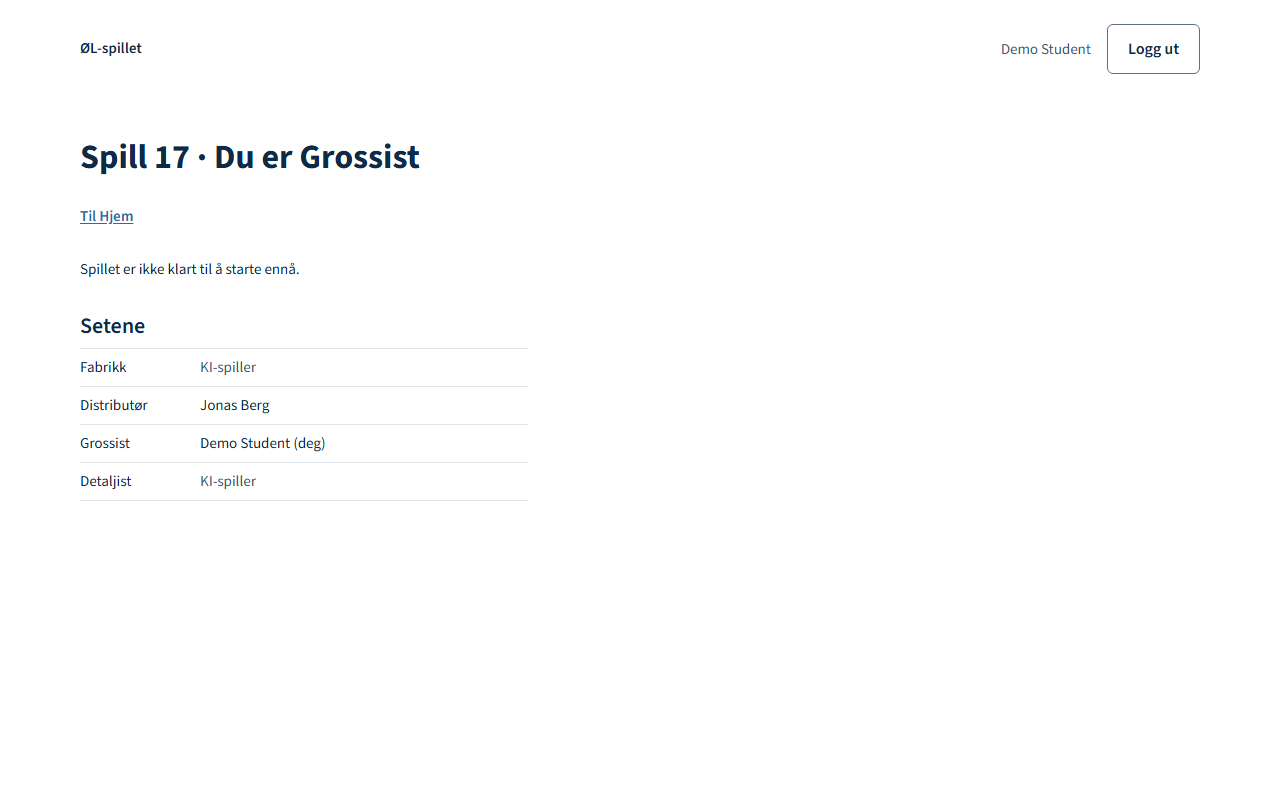 ØL-spillet
Demo Student
Logg ut
Spill 17 · Du er Grossist
Til Hjem
Spillet er ikke klart til å starte ennå.
Setene
Fabrikk KI-spiller
Distributør Jonas Berg
Grossist Demo Student (deg)
Detaljist KI-spiller